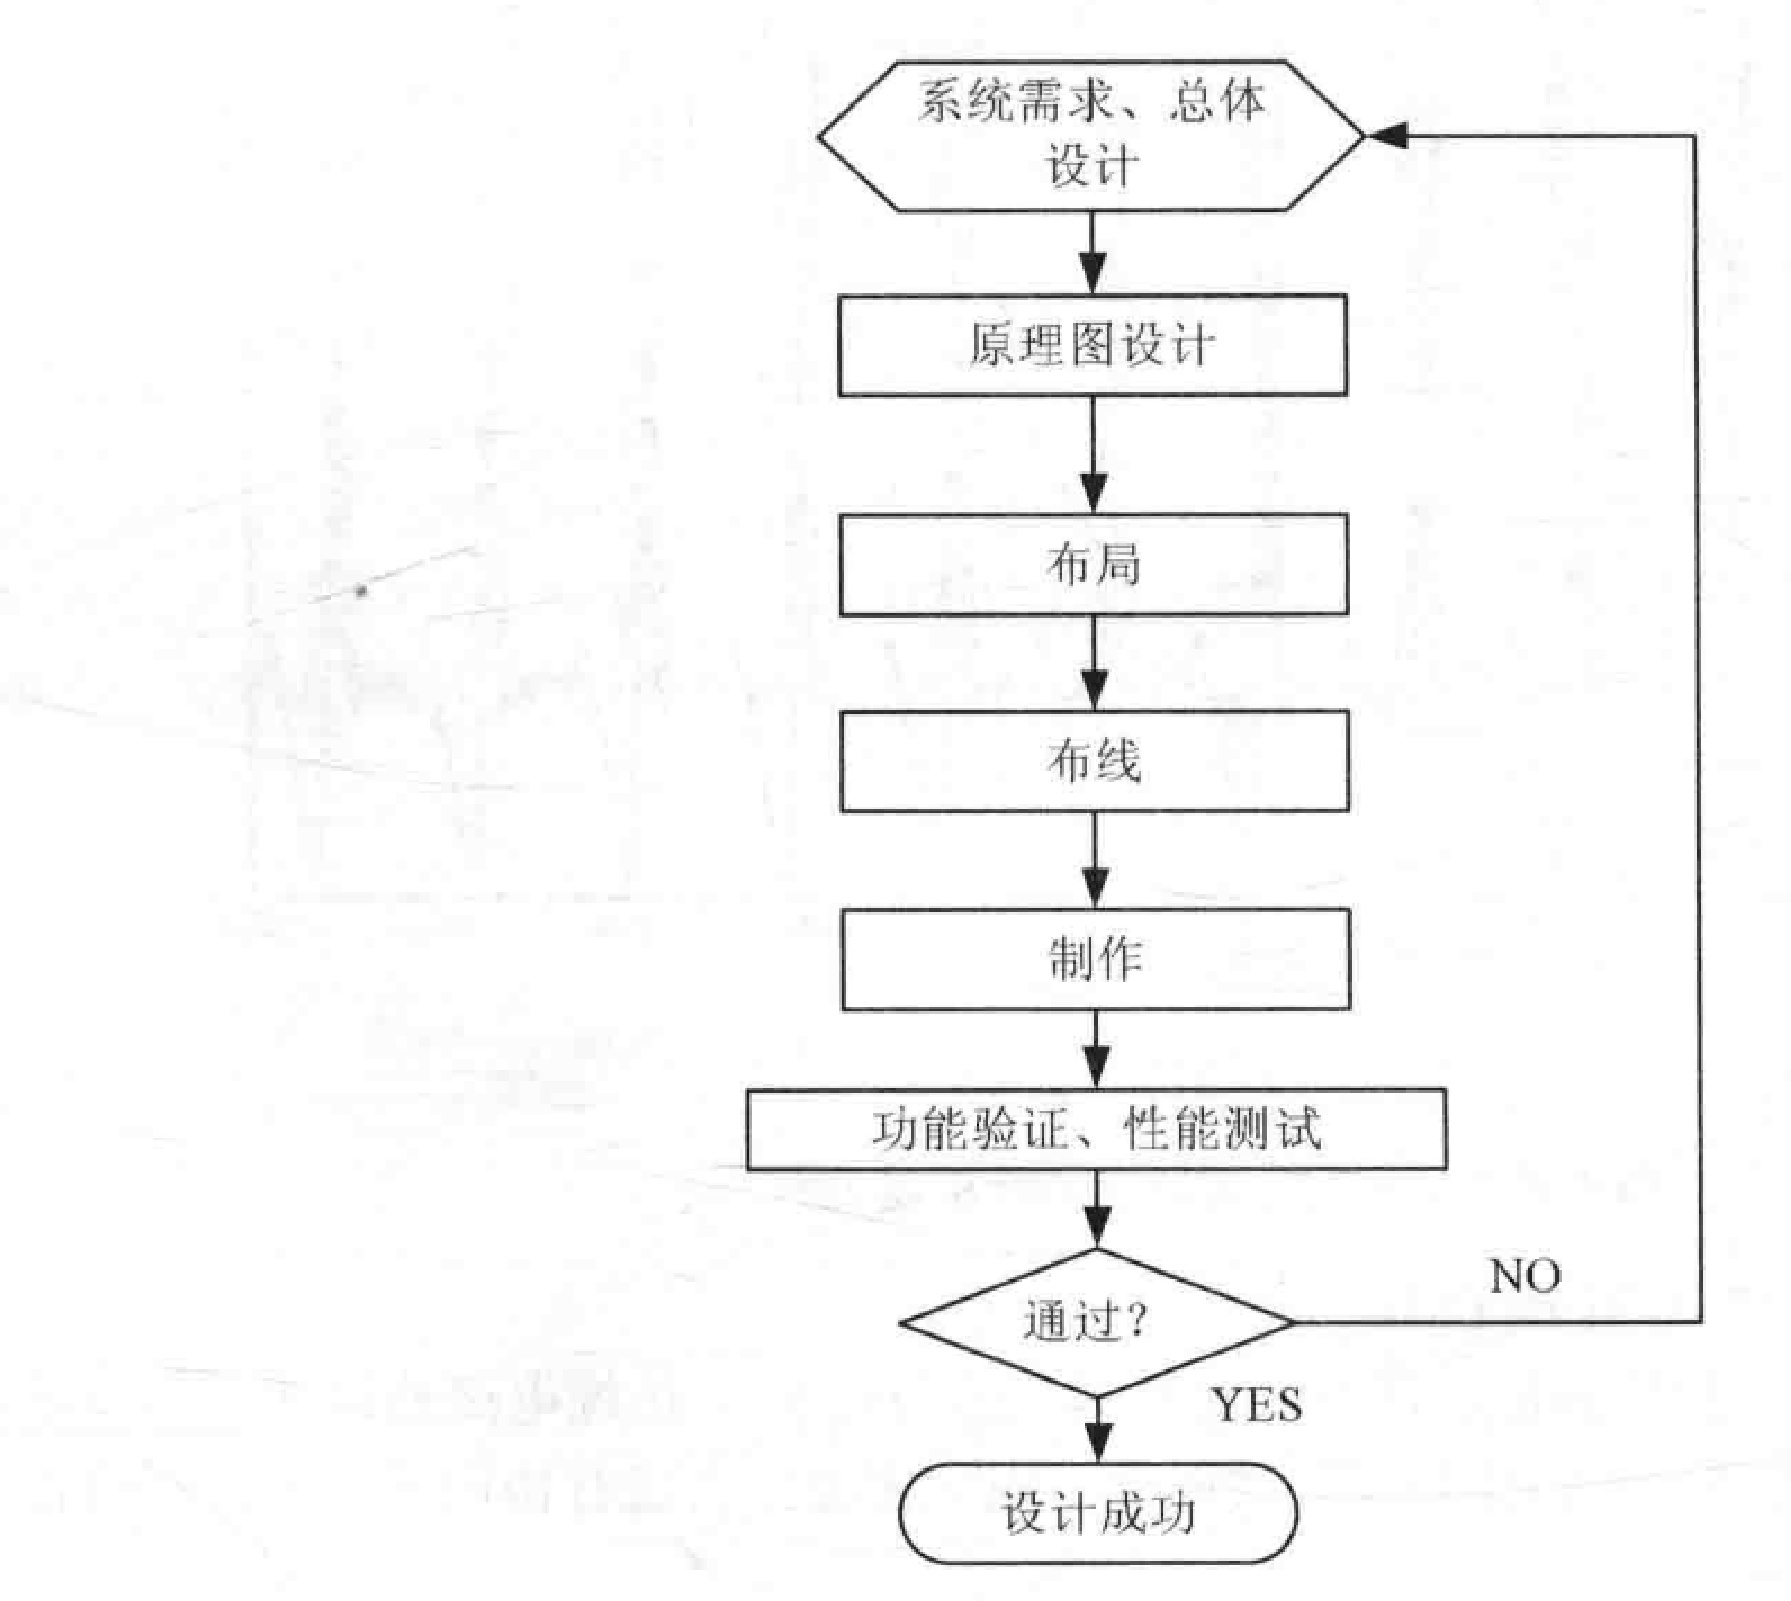 系统需求、总体
设计
原理图设计
布局
布线
制作
功能验证、性能测试
通过?
NO
YES
设计成功